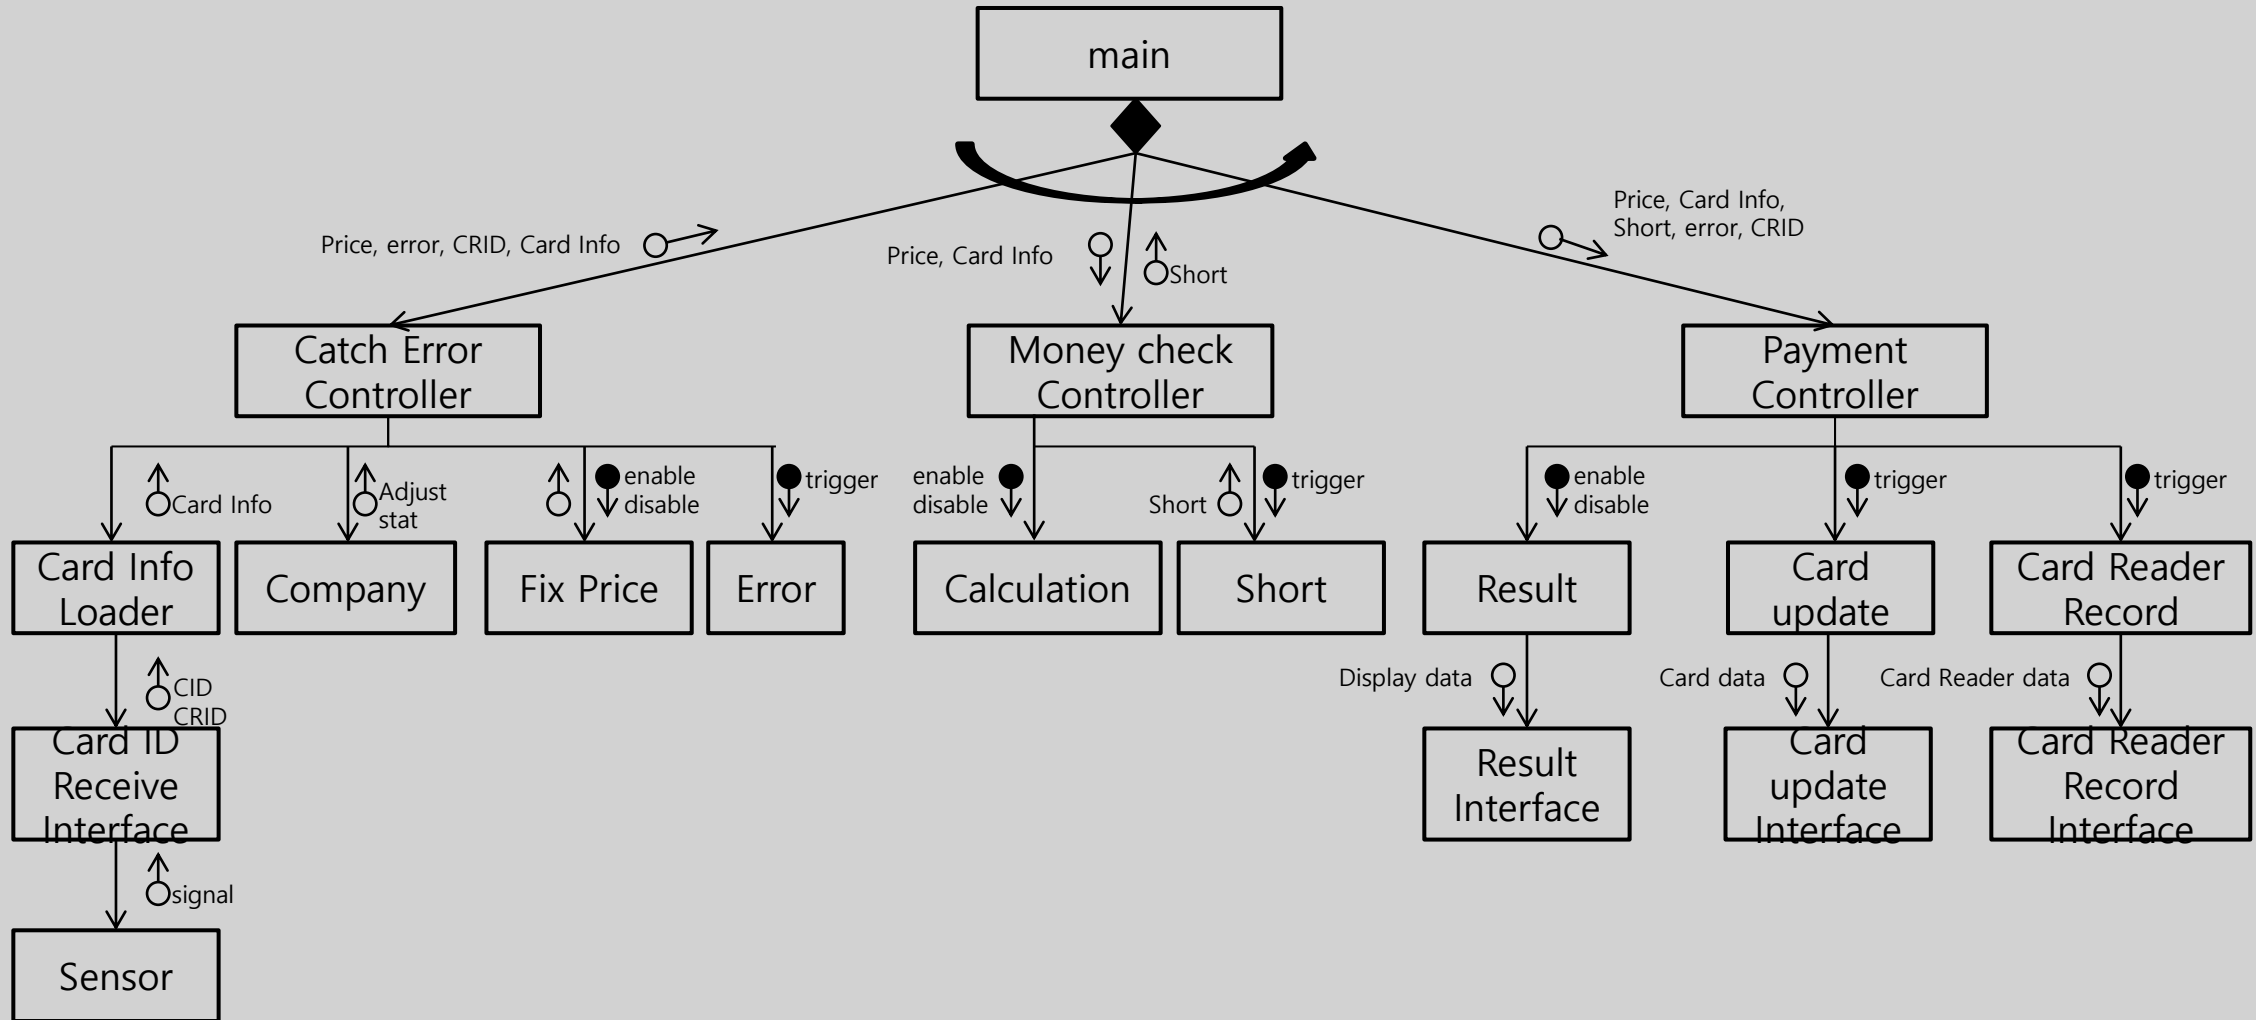 main
Price, error, CRID, Card Info
Price, Card Info
Short
Price, Card Info,
Short, error, CRID
Catch Error
Controller
Money check
Controller
Payment
Controller
Card Info
Adjust
stat
enable
disable
trigger
enable
disable
Short
trigger
enable
disable
trigger
trigger
Card Info
Loader
Company
Fix Price
Error
Calculation
Short
Result
Card
update
Card Reader
Record
CID
CRID
Display data
Card data
Card Reader data
Card ID
Receive
Interface
Result
Interface
Card
update
Interface
Card Reader
Record
Interface
signal
Sensor